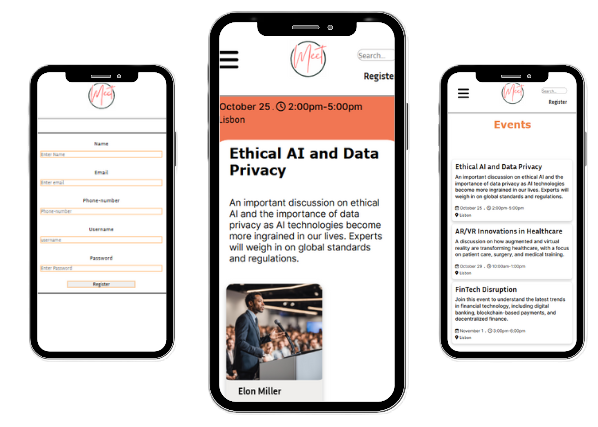 Meet
Name
Enter Name
Email
Enter email
Phone-number
Phone-number
Username
username
Password
Enter Password
Register
Meet
Search...
Register
October 25 . 2:00pm-5:00pm
Lisbon
Ethical AI and Data
Privacy
An important discussion on ethical
AI and the importance of data
privacy as AI technologies become
more ingrained in our lives. Experts
will weigh in on global standards
and regulations.
Elon Miller
Meet
Search...
Register
Events
Ethical AI and Data Privacy
An important discussion on ethical AI and the
importance of data privacy as AI technologies
become more ingrained in our lives. Experts will
weigh in on global standards and regulations.
October 25 , 2:00pm-5:00pm
Lisbon
AR/VR Innovations in Healthcare
A discussion on how augmented and virtual
reality are transforming healthcare, with a focus
on patient care, surgery, and medical training.
October 29 , 10:00am-1:00pm
Lisbon
FinTech Disruption
Join this event to understand the latest trends
in financial technology, including digital
banking, blockchain-based payments, and
decentralized finance.
November 1 , 3:00pm-6:00pm
Lisbon